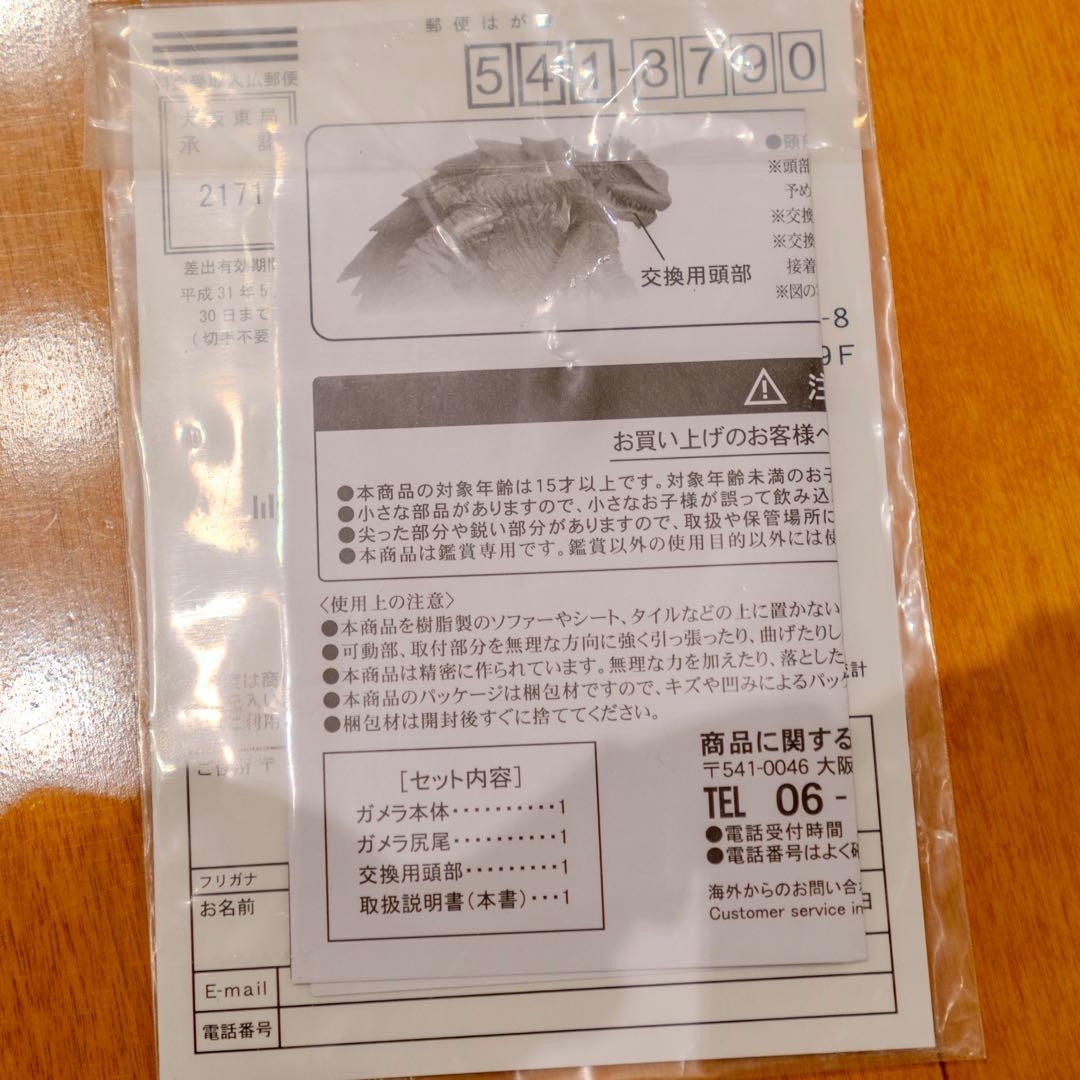 郵便はが
541-3790
払郵便
大阪東局
承
2171
差出有効期
平成31年5
30日まで
(切手不要
●頭
※頭部
予め
※交換
※交換
接着
※図の
交換用頭部
-8
9F
注
お買い上げのお客様へ
●本商品の対象年齢は15才以上です。対象年齢未満のお子
●小さな部品がありますので、小さなお子様が誤って飲み込
●尖った部分や鋭い部分がありますので、取扱や保管場所に
●本商品は鑑賞専用です。鑑賞以外の使用目的以外には使
〈使用上の注意〉
●本商品を樹脂製のソファーやシート、タイルなどの上に置かない
●可動部、取付部分を無理な方向に強く引っ張ったり、曲げたりし
●本商品は精密に作られています。無理な力を加えたり、落とした
●本商品のパッケージは梱包材ですので、キズや凹みによるパッ
●梱包材は開封後すぐに捨ててください。
計
[セット内容]
ガメラ本体··········1
ガメラ尻尾··········1
交換用頭部·········1
取扱説明書(本書)···1
商品に関する
〒541-0046 大阪
TEL 06-
●電話受付時間
●電話番号はよく確
海外からのお問い合
Customer service in
日
ご住所 〒
フリガナ
お名前
E-mail
電話番号